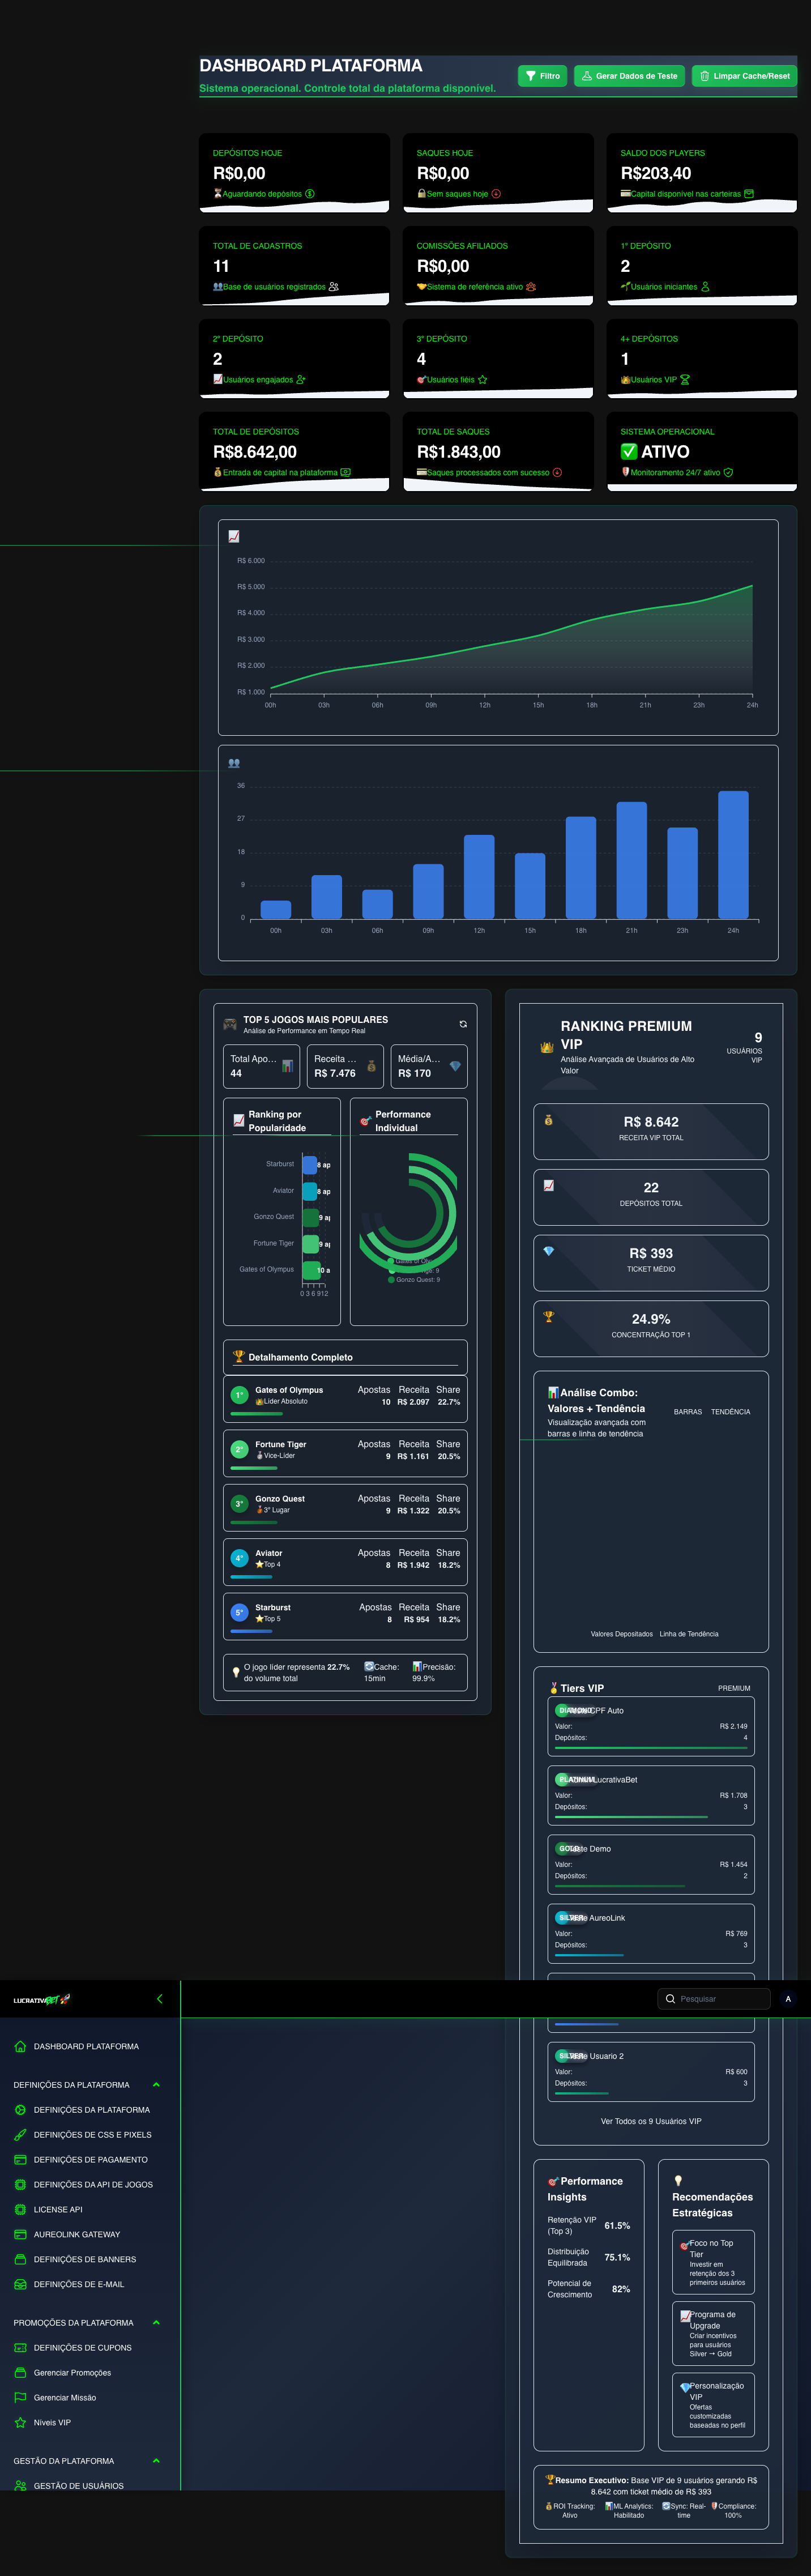 DASHBOARD PLATAFORMA
Sistema operacional. Controle total da plataforma disponível.
Filtro
Gerar Dados de Teste
Limpar Cache/Reset
DEPÓSITOS HOJE
R$0,00
Aguardando depósitos
SAQUES HOJE
R$0,00
Sem saques hoje
SALDO DOS PLAYERS
R$203,40
Capital disponível nas carteiras
TOTAL DE CADASTROS
11
Base de usuários registrados
COMISSÕES AFILIADOS
R$0,00
Sistema de referência ativo
1º DEPÓSITO
2
Usuários iniciantes
2º DEPÓSITO
2
Usuários engajados
3º DEPÓSITO
4
Usuários fiéis
4+ DEPÓSITOS
1
Usuários VIP
TOTAL DE DEPÓSITOS
R$8.642,00
Entrada de capital na plataforma
TOTAL DE SAQUES
R$1.843,00
Saques processados com sucesso
SISTEMA OPERACIONAL
✅ ATIVO
Monitoramento 24/7 ativo
R$ 6.000
R$ 5.000
R$ 4.000
R$ 3.000
R$ 2.000
R$ 1.000
00h 03h 06h 09h 12h 15h 18h 21h 23h 24h
36
27
18
9
0
00h 03h 06h 09h 12h 15h 18h 21h 23h 24h
TOP 5 JOGOS MAIS POPULARES
Análise de Performance em Tempo Real
Total Apo...
44
Receita ...
R$ 7.476
Média/A...
R$ 170
Ranking por
Popularidade
Starburst
8 ap
Aviator
8 ap
Gonzo Quest
9 a
Fortune Tiger
9 a
Gates of Olympus
10 a
0 3 6 9 12
Performance
Individual
Gonzo Quest: 9
Detalhamento Completo
1º
Gates of Olympus
Líder Absoluto
Apostas Receita Share
10 R$ 2.097 22.7%
2º
Fortune Tiger
Vice-Líder
Apostas Receita Share
9 R$ 1.161 20.5%
3º
Gonzo Quest
3º Lugar
Apostas Receita Share
9 R$ 1.322 20.5%
4º
Aviator
Top 4
Apostas Receita Share
8 R$ 1.942 18.2%
5º
Starburst
Top 5
Apostas Receita Share
8 R$ 954 18.2%
O jogo líder representa 22.7%
do volume total
Cache:
15min
Precisão:
99.9%
RANKING PREMIUM
VIP
Análise Avançada de Usuários de Alto
Valor
9
USUÁRIOS
VIP
R$ 8.642
RECEITA VIP TOTAL
22
DEPÓSITOS TOTAL
R$ 393
TICKET MÉDIO
24.9%
CONCENTRAÇÃO TOP 1
Análise Combo:
Valores + Tendência
Visualização avançada com
barras e linha de tendência
BARRAS TENDÊNCIA
Valores Depositados Linha de Tendência
Tiers VIP
PREMIUM
DIAMOND CPF Auto
Valor: R$ 2.149
Depósitos: 4
PLATINUM LucrativaBet
Valor: R$ 1.708
Depósitos: 3
GOLD Demo
Valor: R$ 1.454
Depósitos: 2
SILVER AureoLink
Valor: R$ 769
Depósitos: 3
SILVER Usuario 2
Valor: R$ 600
Depósitos: 3
Ver Todos os 9 Usuários VIP
Performance
Insights
Retenção VIP
(Top 3)
61.5%
Distribuição
Equilibrada
75.1%
Potencial de
Crescimento
82%
Recomendações
Estratégicas
Foco no Top
Tier
Investir em
retenção dos 3
primeiros usuários
Programa de
Upgrade
Criar incentivos
para usuários
Silver → Gold
Personalização
VIP
Ofertas
customizadas
baseadas no perfil
Resumo Executivo: Base VIP de 9 usuários gerando R$
8.642 com ticket médio de R$ 393
ROI Tracking:
Ativo
ML Analytics:
Habilitado
Sync: Real-
time
Compliance:
100%
LUCRATIVABET
Pesquisar
A
DASHBOARD PLATAFORMA
DEFINIÇÕES DA PLATAFORMA
DEFINIÇÕES DA PLATAFORMA
DEFINIÇÕES DE CSS E PIXELS
DEFINIÇÕES DE PAGAMENTO
DEFINIÇÕES DA API DE JOGOS
LICENSE API
AUREOLINK GATEWAY
DEFINIÇÕES DE BANNERS
DEFINIÇÕES DE E-MAIL
PROMOÇÕES DA PLATAFORMA
DEFINIÇÕES DE CUPONS
Gerenciar Promoções
Gerenciar Missão
Níveis VIP
GESTÃO DA PLATAFORMA
GESTÃO DE USUÁRIOS